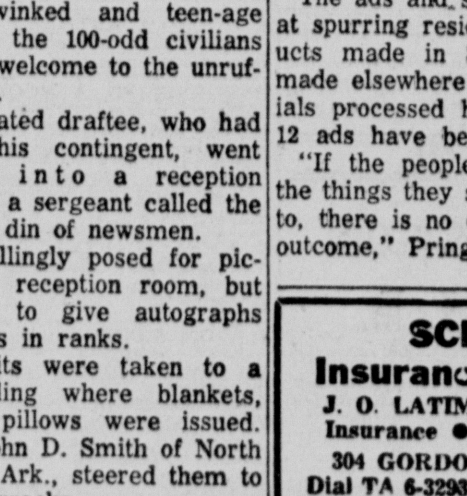 winked and teen-age
the 100-odd civilians
welcome to the unruf-
ated draftee, who had
his contingent, went
into a reception
a sergeant called the
din of newsmen.
llingly posed for pic-
reception room, but
to give autographs
s in ranks.
ts were taken to a
ling where blankets,
pillows were issued.
hn D. Smith of North
Ark., steered them to
The ads and
at spurring resi
ucts made in
made elsewhere
ials processed
12 ads have be
"If the people
the things they
to, there is no
outcome," Pring
SC
Insuranc
J. O. LATIM
Insurance •
304 GORDO
Dial TA 6-3293